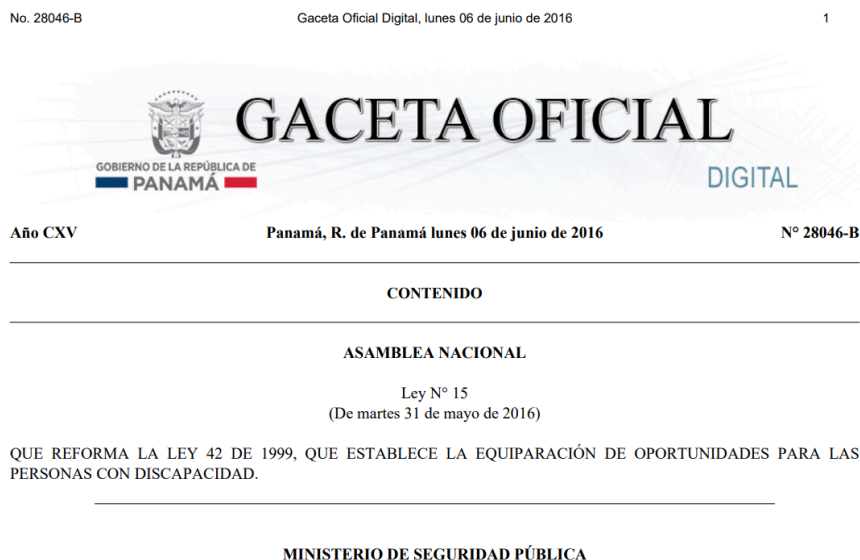 No. 28046-B
Gaceta Oficial Digital, lunes 06 de junio de 2016
1
GACETA OFICIAL
GOBIERNO DE LA REPÚBLICA DE
PANAMÁ
DIGITAL
Año CXV
Panamá, R. de Panamá lunes 06 de junio de 2016
N° 28046-B
CONTENIDO
ASAMBLEA NACIONAL
Ley N° 15
(De martes 31 de mayo de 2016)
QUE REFORMA LA LEY 42 DE 1999, QUE ESTABLECE LA EQUIPARACIÓN DE OPORTUNIDADES PARA LAS
PERSONAS CON DISCAPACIDAD.
MINISTERIO DE SEGURIDAD PÚBLICA